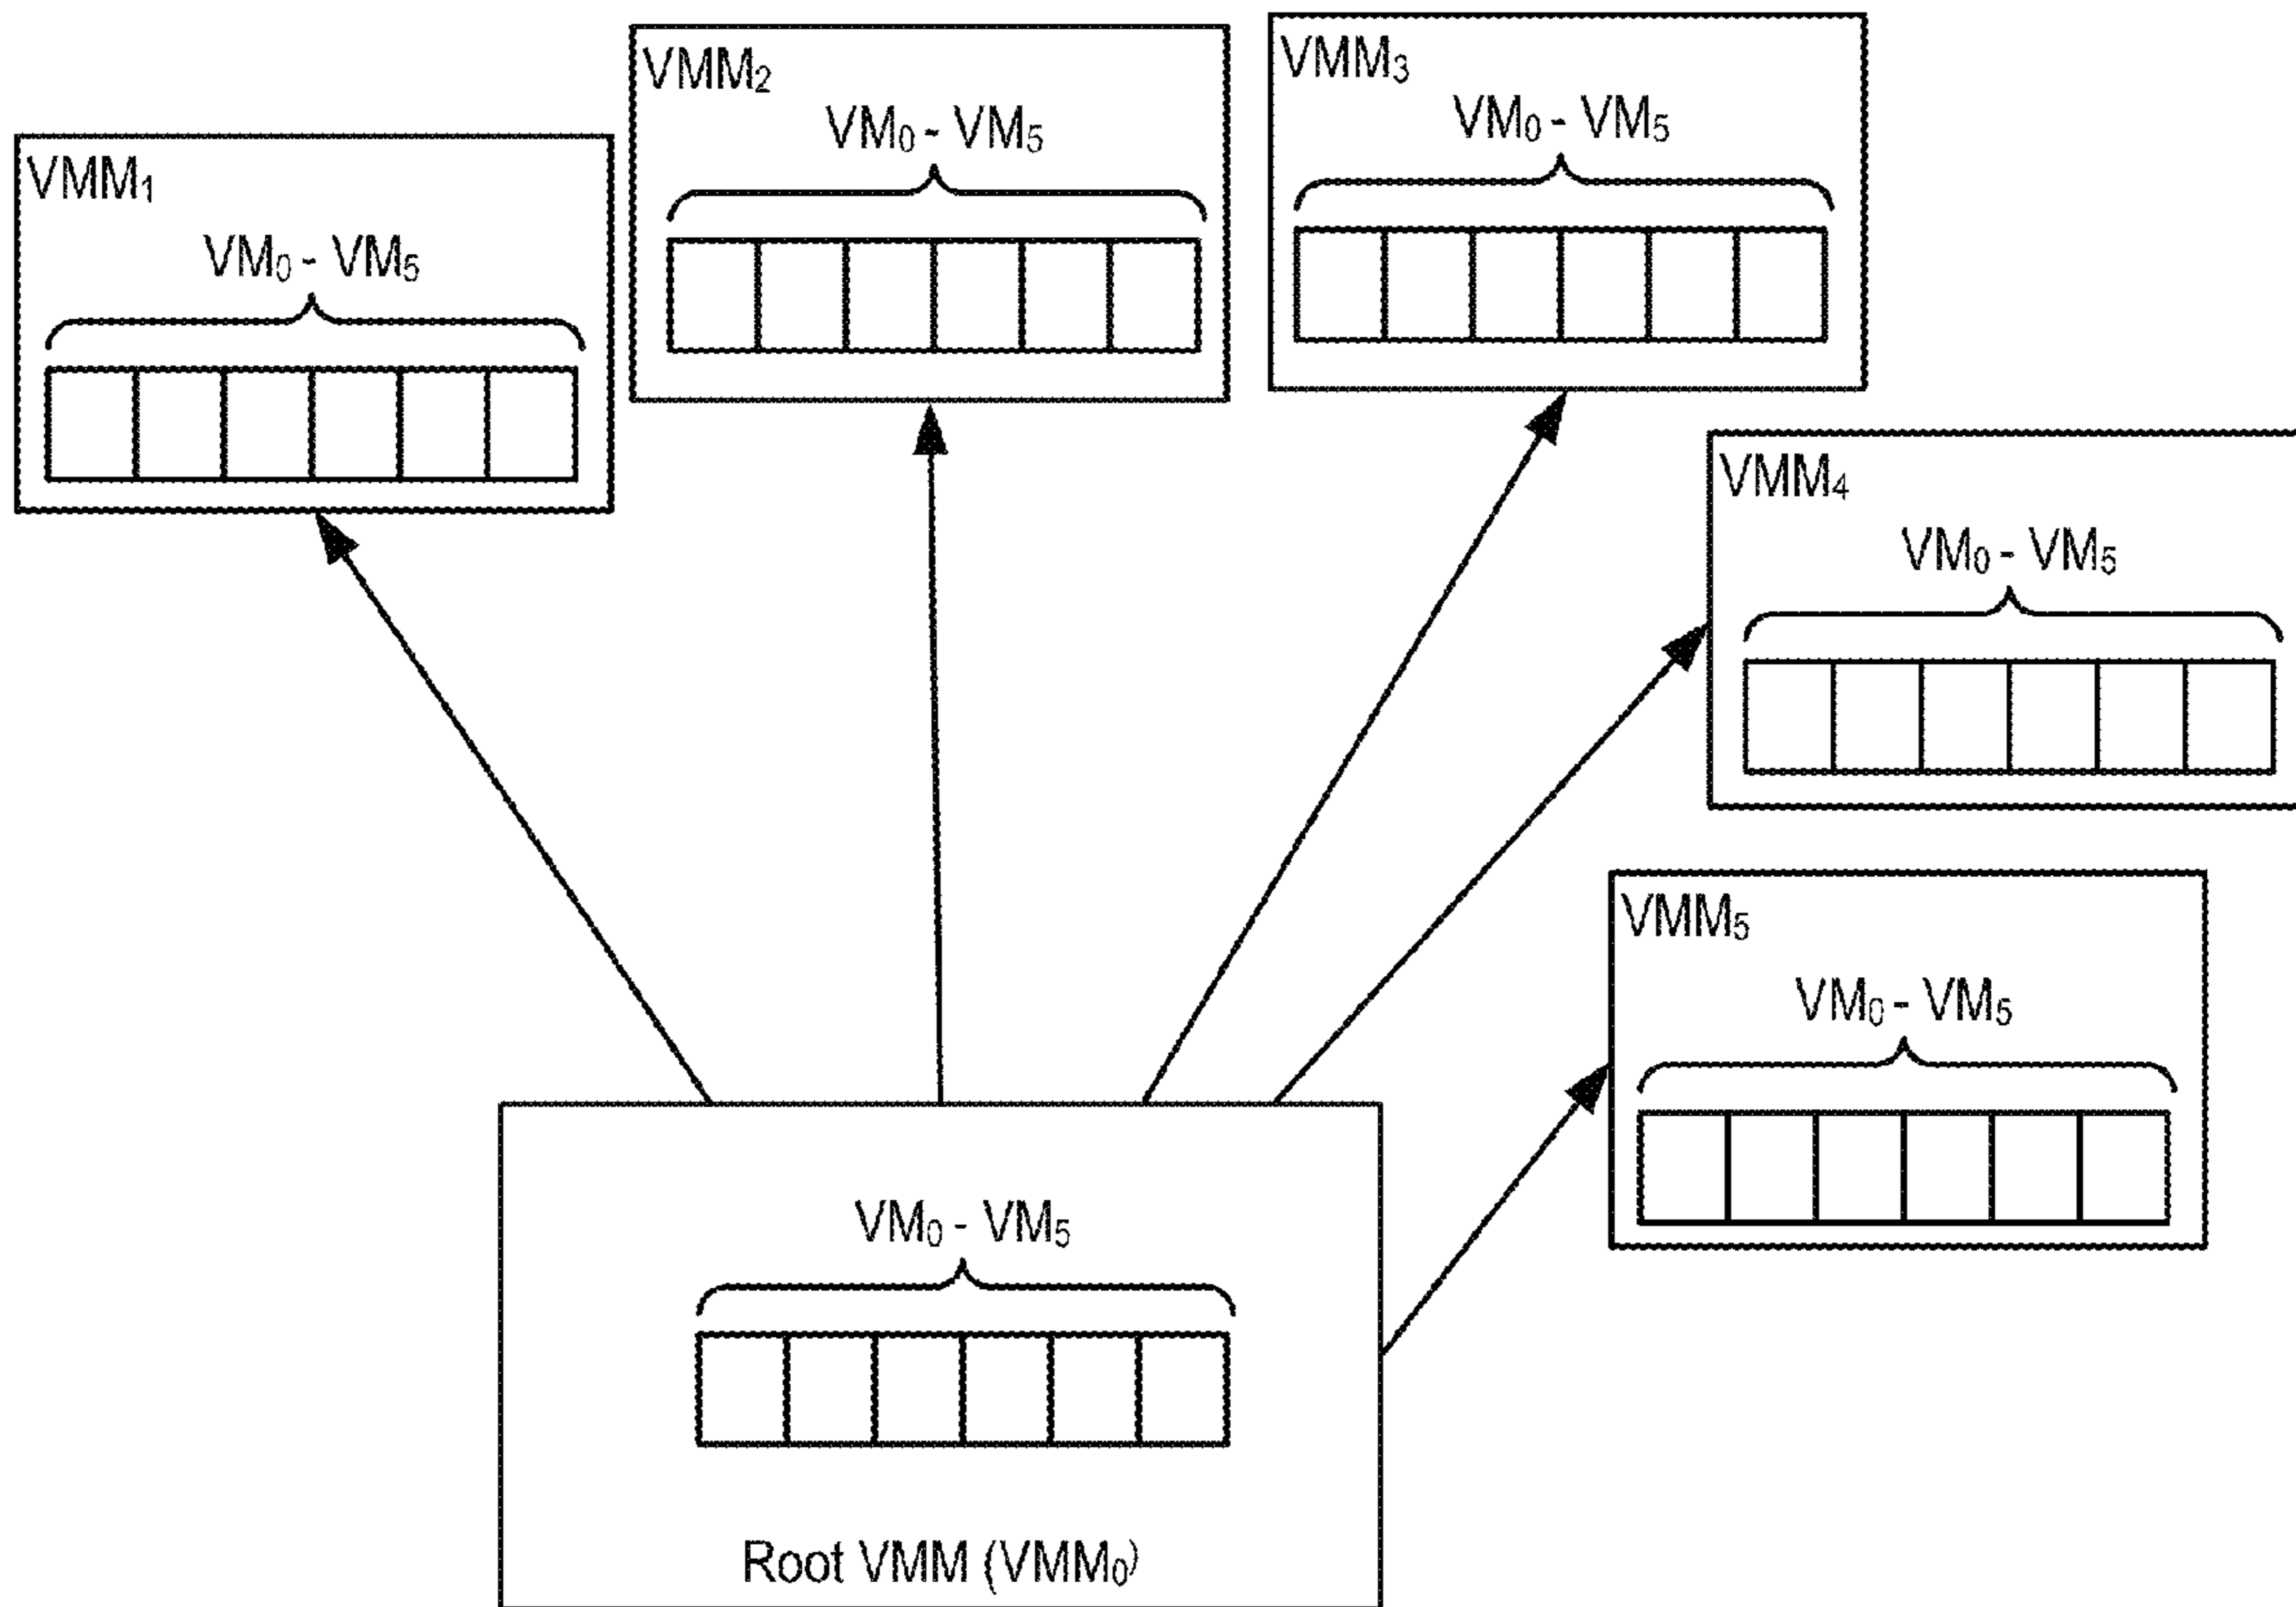 VMM₁
VM₀ - VM₅
VMM₂
VM₀ - VM₅
VMM₃
VM₀ - VM₅
VMM₄
VM₀ - VM₅
VMM₅
VM₀ - VM₅
VM₀ - VM₅
Root VMM (VMM₀)